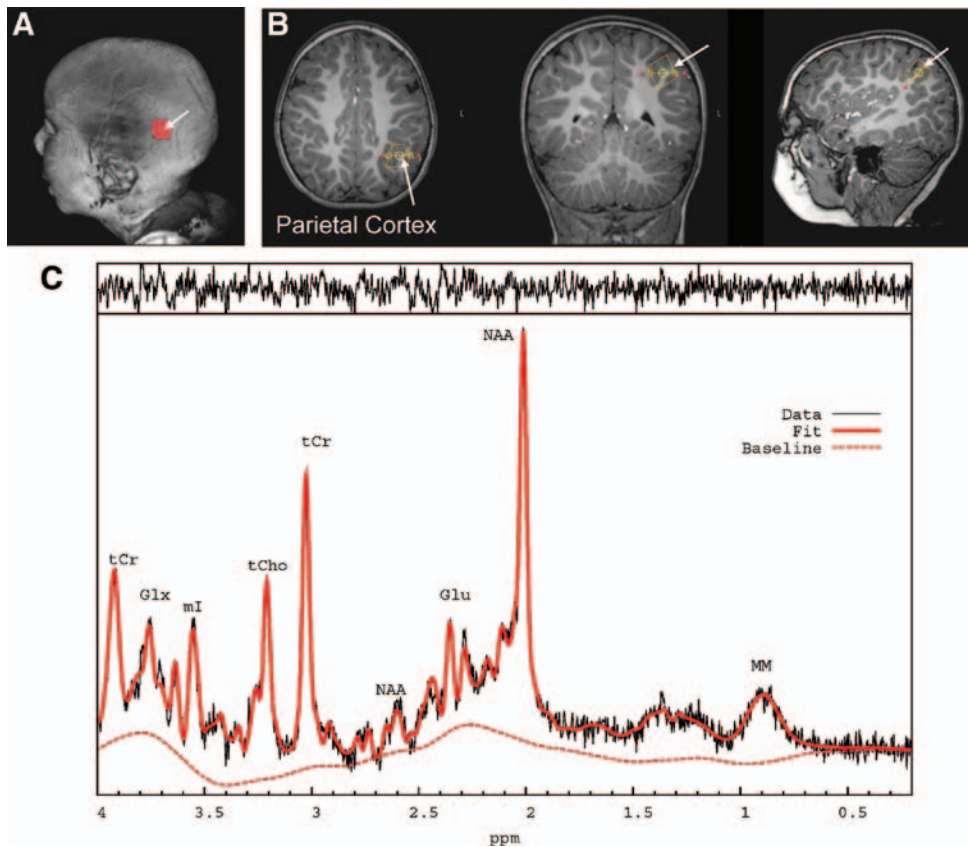 A
B
L
L
Parietal Cortex
C
NAA
tCr
Data
Fit
Baseline
tCr
Glx
mI
tCho
Glu
NAA
MM
4
3.5
3
2.5
2
1.5
1
0.5
ppm